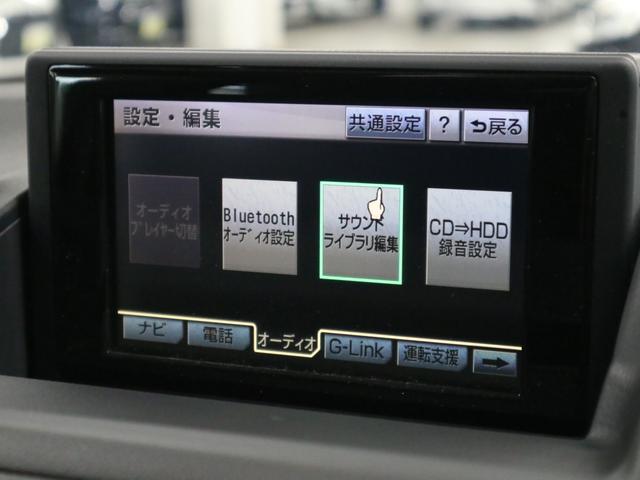 設定・編集
共通設定
?
戻る
オーディオ
プレイヤー切替
Bluetooth
オーディオ設定
サウンド
ライブラリ編集
CD⇒HDD
録音設定
ナビ
電話
オーディオ
G-Link
運転支援